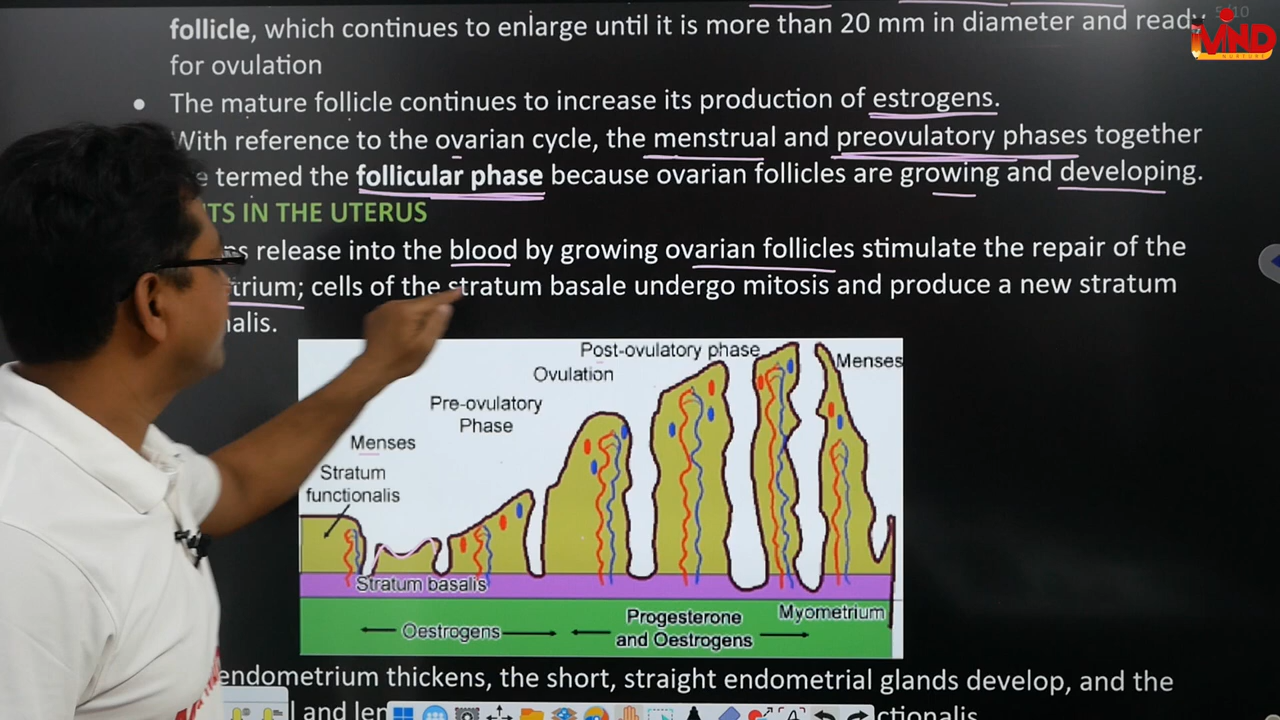 follicle, which continues to enlarge until it is more than 20 mm in diameter and ready
for ovulation
• The mature follicle continues to increase its production of estrogens.
With reference to the ovarian cycle, the menstrual and preovulatory phases together
termed the follicular phase because ovarian follicles are growing and developing.
IN THE UTERUS
release into the blood by growing ovarian follicles stimulate the repair of the
cells of the stratum basale undergo mitosis and produce a new stratum
Post-ovulatory phase
Menses
Ovulation
Pre-ovulatory
Phase
Menses
Stratum
functionalis
Stratum basalis
Myometrium
Oestrogens
Progesterone
and Oestrogens
endometrium thickens, the short, straight endometrial glands develop, and the
and
MIND
NURTURE